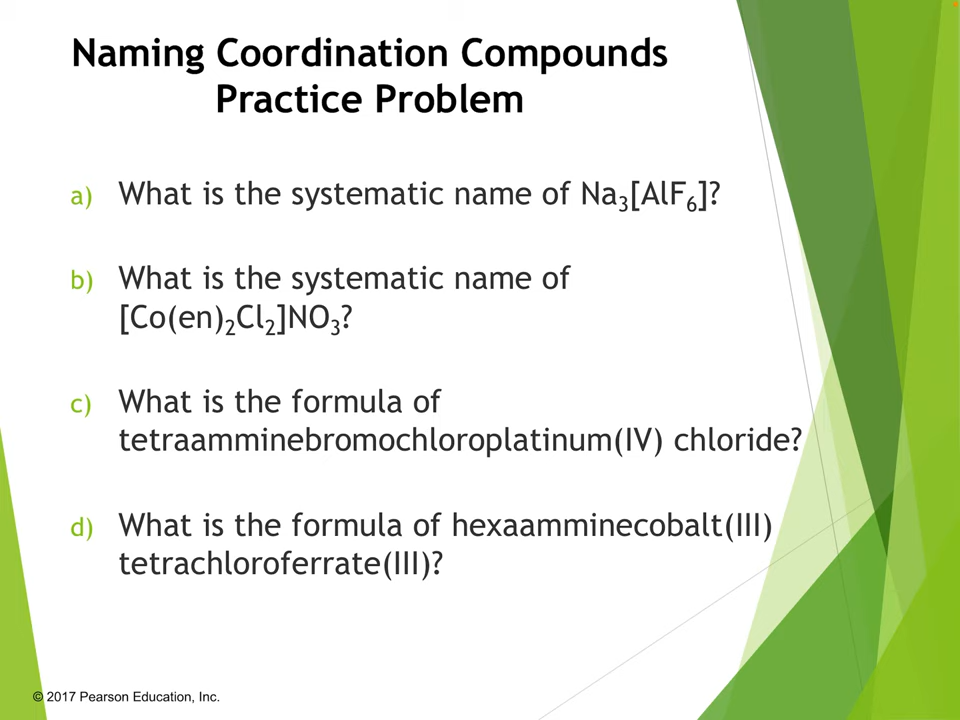 Naming Coordination Compounds
Practice Problem
a) What is the systematic name of Na₃[AlF₆]?
b) What is the systematic name of
[Co(en)₂Cl₂]NO₃?
c) What is the formula of
tetraamminebromochloroplatinum(IV) chloride?
d) What is the formula of hexaamminecobalt(III)
tetrachloroferrate(III)?
© 2017 Pearson Education, Inc.